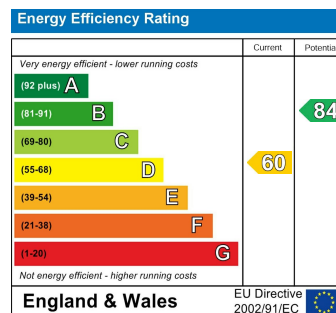 Energy Efficiency Rating
Current Potentia
Very energy efficient - lower running costs
(92 plus) A
(81-91) B
84
(69-80) C
(55-68) D
60
(39-54) E
(21-38) F
(1-20) G
Not energy efficient - higher running costs
England & Wales
EU Directive
2002/91/EC